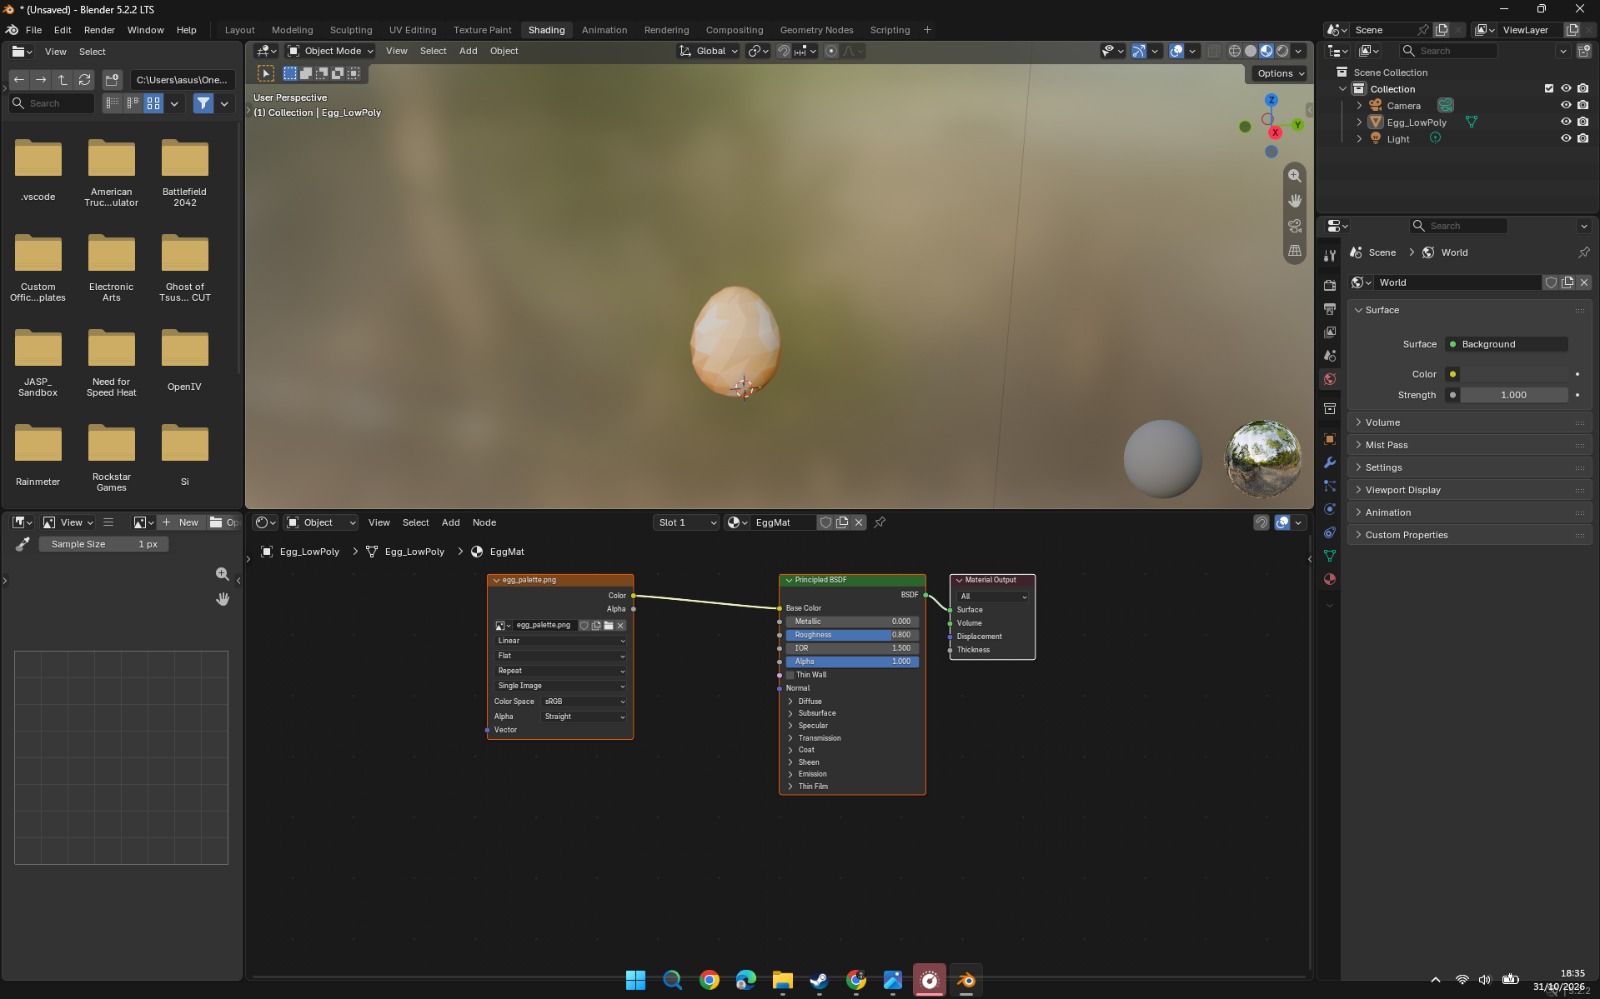 * (Unsaved) - Blender 5.2.2 LTS
File Edit Render Window Help
Layout Modeling Sculpting UV Editing Texture Paint Shading Animation Rendering Compositing Geometry Nodes Scripting +
Scene
ViewLayer
View Select
C:\Users\asus\One...
Search
.vscode
American Truc...ulator
Battlefield 2042
Custom Offic...plates
Electronic Arts
Ghost of Tsus... CUT
JASP_Sandbox
Need for Speed Heat
OpenIV
Rainmeter
Rockstar Games
Si
Object Mode View Select Add Object
Global
Options
User Perspective
(1) Collection | Egg_LowPoly
Z
Y
X
Search
Scene Collection
Collection
Camera
Egg_LowPoly
Light
Search
Scene > World
World
Surface
Surface Background
Color
Strength 1.000
Volume
Mist Pass
Settings
Viewport Display
Animation
Custom Properties
View + New Op
Sample Size 1 px
Object View Select Add Node
Slot 1
EggMat
Egg_LowPoly > Egg_LowPoly > EggMat
egg_palette.png
Color
Alpha
egg_palette.png
Linear
Flat
Repeat
Single Image
Color Space sRGB
Alpha Straight
Vector
Principled BSDF
BSDF
Base Color
Metallic 0.000
Roughness 0.800
IOR 1.500
Alpha 1.000
Thin Wall
Normal
Diffuse
Subsurface
Specular
Transmission
Coat
Sheen
Emission
Thin Film
Material Output
All
Surface
Volume
Displacement
Thickness
18:35
31/10/2026